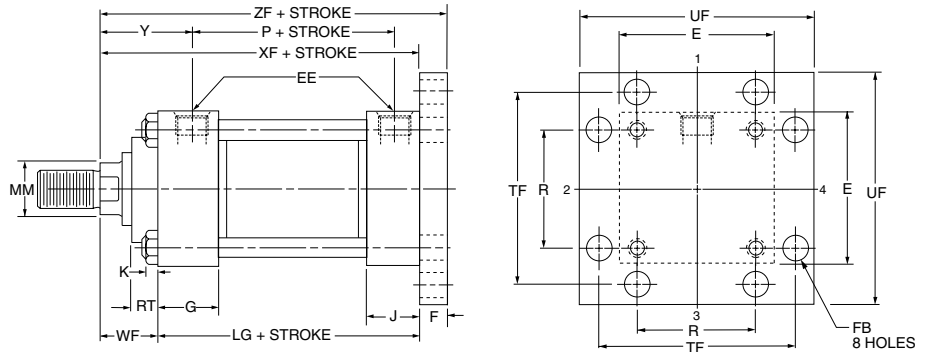 ZF + STROKE
Y
P + STROKE
XF + STROKE
EE
MM
K
RT
G
J
F
WF
LG + STROKE
UF
E
1
TF
R
2
4
E
UF
3
R
TF
FB
8 HOLES